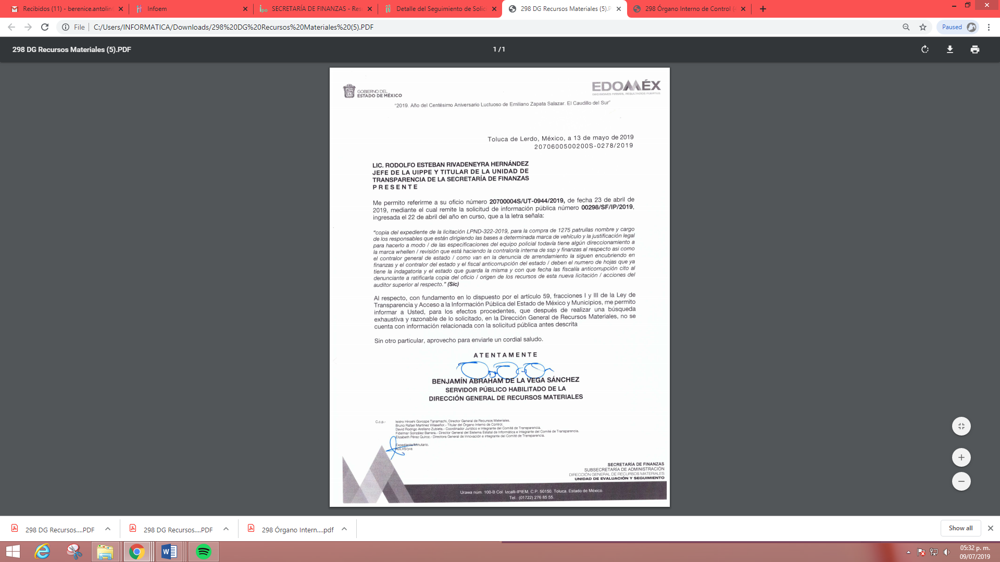 Recibidos (11) - berenice.antolin
Infoem
SECRETARÍA DE FINANZAS - Res
Detalle del Seguimiento de Solici
298 DG Recursos Materiales (5).P
298 Órgano Interno de Control (
File
C:/Users/INFORMATICA/Downloads/298%20DG%20Recursos%20Materiales%20(5).PDF
Paused
298 DG Recursos Materiales (5).PDF
1 / 1
GOBIERNO DEL
ESTADO DE MÉXICO
EDOMÉX
DECISIONES FIRMES, RESULTADOS FUERTES
"2019. Año del Centésimo Aniversario Luctuoso de Emiliano Zapata Salazar. El Caudillo del Sur"
Toluca de Lerdo, México, a 13 de mayo de 2019
2070600500200S-0278/2019
LIC. RODOLFO ESTEBAN RIVADENEYRA HERNÁNDEZ
JEFE DE LA UIPPE Y TITULAR DE LA UNIDAD DE
TRANSPARENCIA DE LA SECRETARÍA DE FINANZAS
P R E S E N T E
Me permito referirme a su oficio número 20700004S/UT-0944/2019, de fecha 23 de abril de
2019, mediante el cual remite la solicitud de información pública número 00298/SF/IP/2019,
ingresada el 22 de abril del año en curso, que a la letra señala:
"copia del expediente de la licitación LPND-322-2019, para la compra de 1275 patrullas nombre y cargo
de los responsables que están dirigiendo las bases a determinada marca de vehículo y la justificación legal
para hacerlo a modo / de las especificaciones del equipo policial todavía tiene algún direccionamiento a
la marca whellen / revisión que está haciendo la contraloría interna de ssp y finanzas al respecto asi como
el contralor general de estado / como van en la denuncia de arrendamiento la siguen encubriendo en
finanzas y el contralor del estado y el fiscal anticorrupción del estado / deben el numero de hojas que ya
tiene la indagatoria y el estado que guarda la misma y con que fecha las fiscalía anticorrupción cito al
denunciante a ratificarla copia del oficio / origen de los recursos de esta nueva licitación / acciones del
auditor superior al respecto." (Sic)
Al respecto, con fundamento en lo dispuesto por el artículo 59, fracciones I y III de la Ley de
Transparencia y Acceso a la Información Pública del Estado de México y Municipios, me permito
informar a Usted, para los efectos procedentes, que después de realizar una búsqueda
exhaustiva y razonable de lo solicitado, en la Dirección General de Recursos Materiales, no se
cuenta con información relacionada con la solicitud pública antes descrita
Sin otro particular, aprovecho para enviarle un cordial saludo.
A T E N T A M E N T E
BENJAMÍN ABRAHAM DE LA VEGA SÁNCHEZ
SERVIDOR PÚBLICO HABILITADO DE LA
DIRECCIÓN GENERAL DE RECURSOS MATERIALES
C.c.p.- Isidro Hiroshi Gorozpe Tanamachi, Director General de Recursos Materiales.
Bruno Rafael Martínez Villaseñor.- Titular del Órgano Interno de Control.
David Rodrigo Arellano Zubieta.- Coordinador Jurídico e Integrante del Comité de Transparencia.
Fidelmar González Barrera.- Director General del Sistema Estatal de Informática e Integrante del Comité de Transparencia.
Elizabeth Pérez Quiroz.- Directora General de Innovación e integrante del Comité de Transparencia.
Expediente/Minutario.
ADLVS/yva
SECRETARÍA DE FINANZAS
SUBSECRETARÍA DE ADMINISTRACIÓN
DIRECCIÓN GENERAL DE RECURSOS MATERIALES
UNIDAD DE EVALUACIÓN Y SEGUIMIENTO
Urawa núm. 100-B Col. Izcalli-IPIEM, C.P. 50150. Toluca, Estado de México.
Tel.: (01722) 276 85 55.
298 DG Recursos....PDF
298 DG Recursos....PDF
298 Órgano Intern....pdf
Show all
05:32 p. m.
09/07/2019